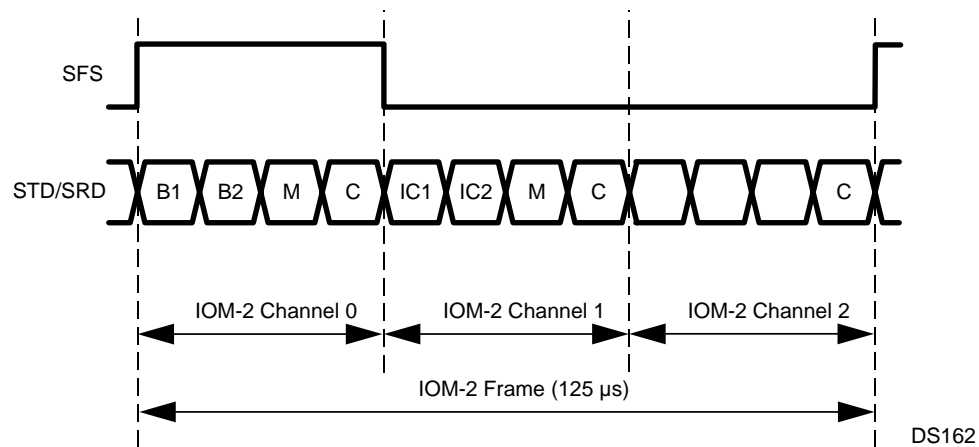 SFS
STD/SRD B1 B2 M C IC1 IC2 M C C
IOM-2 Channel 0 IOM-2 Channel 1 IOM-2 Channel 2
IOM-2 Frame (125 µs)
DS162